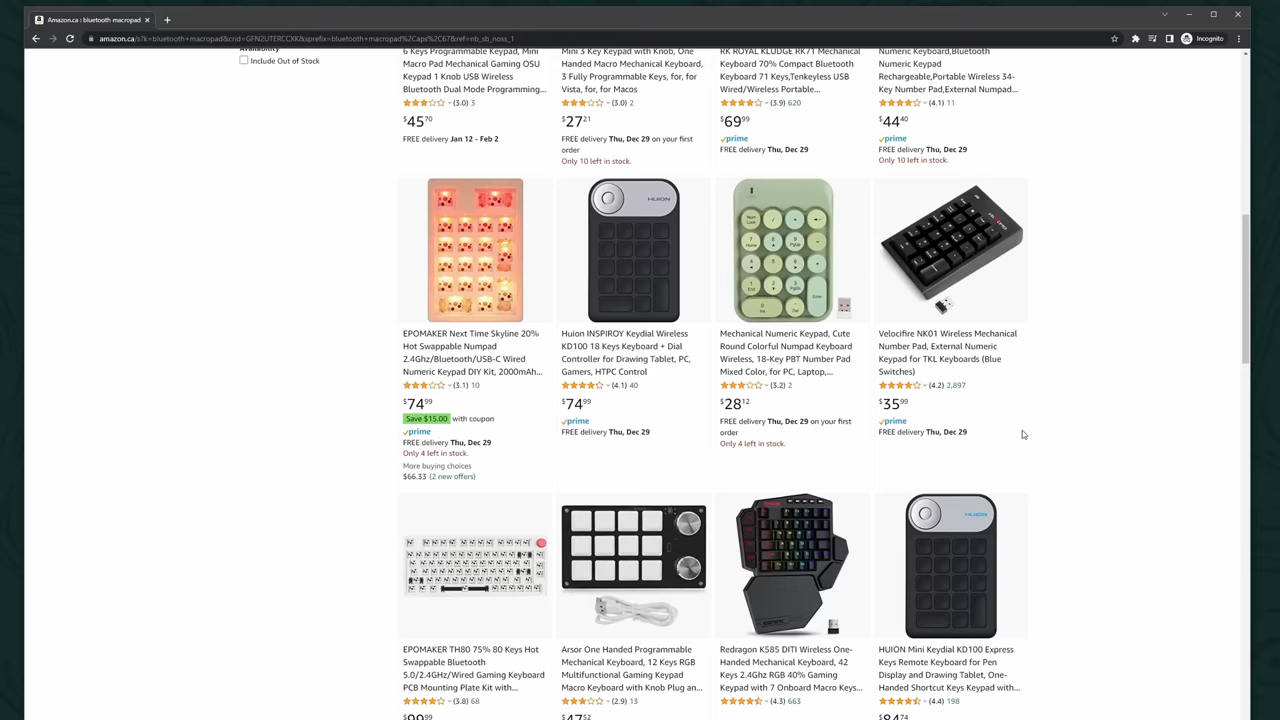 Amazon.ca : bluetooth macropad
amazon.ca/s?k=bluetooth+macropad&crid=GFN2UTERCCXK&sprefix=bluetooth+macropad%2Caps%2C67&ref=nb_sb_noss_1
Incognito
Availability
Include Out of Stock
6 Keys Programmable Keypad, Mini
Macro Pad Mechanical Gaming OSU
Keypad 1 Knob USB Wireless
Bluetooth Dual Mode Programming...
(3.0) 3
$45.70
FREE delivery Jan 12 - Feb 2
Mini 3 Key Keypad with Knob, One
Handed Macro Mechanical Keyboard,
3 Fully Programmable Keys, for, for
Vista, for, for Macos
(3.0) 2
$27.21
FREE delivery Thu, Dec 29 on your first
order
Only 10 left in stock.
RK ROYAL KLUDGE RK71 Mechanical
Keyboard 70% Compact Bluetooth
Keyboard 71 Keys,Tenkeyless USB
Wired/Wireless Portable...
(3.9) 620
$69.99
prime
FREE delivery Thu, Dec 29
Numeric Keyboard,Bluetooth
Numeric Keypad
Rechargeable,Portable Wireless 34-
Key Number Pad,External Numpad...
(4.1) 11
$44.40
prime
FREE delivery Thu, Dec 29
Only 10 left in stock.
EPOMAKER Next Time Skyline 20%
Hot Swappable Numpad
2.4Ghz/Bluetooth/USB-C Wired
Numeric Keypad DIY Kit, 2000mAh...
(3.1) 10
$74.99
Save $15.00 with coupon
prime
FREE delivery Thu, Dec 29
Only 4 left in stock.
More buying choices
$66.33 (2 new offers)
HUION
Huion INSPIROY Keydial Wireless
KD100 18 Keys Keyboard + Dial
Controller for Drawing Tablet, PC,
Gamers, HTPC Control
(4.1) 40
$74.99
prime
FREE delivery Thu, Dec 29
Mechanical Numeric Keypad, Cute
Round Colorful Numpad Keyboard
Wireless, 18-Key PBT Number Pad
Mixed Color, for PC, Laptop,...
(3.2) 2
$28.12
FREE delivery Thu, Dec 29 on your first
order
Only 4 left in stock.
Velocifire NK01 Wireless Mechanical
Number Pad, External Numeric
Keypad for TKL Keyboards (Blue
Switches)
(4.2) 2,897
$35.99
prime
FREE delivery Thu, Dec 29
EPOMAKER TH80 75% 80 Keys Hot
Swappable Bluetooth
5.0/2.4GHz/Wired Gaming Keyboard
PCB Mounting Plate Kit with...
(3.8) 68
Arsor One Handed Programmable
Mechanical Keyboard, 12 Keys RGB
Multifunctional Gaming Keypad
Macro Keyboard with Knob Plug an...
(2.9) 13
Redragon K585 DITI Wireless One-
Handed Mechanical Keyboard, 42
Keys 2.4Ghz RGB 40% Gaming
Keypad with 7 Onboard Macro Keys...
(4.3) 663
HUION
HUION Mini Keydial KD100 Express
Keys Remote Keyboard for Pen
Display and Drawing Tablet, One-
Handed Shortcut Keys Keypad with...
(4.4) 198